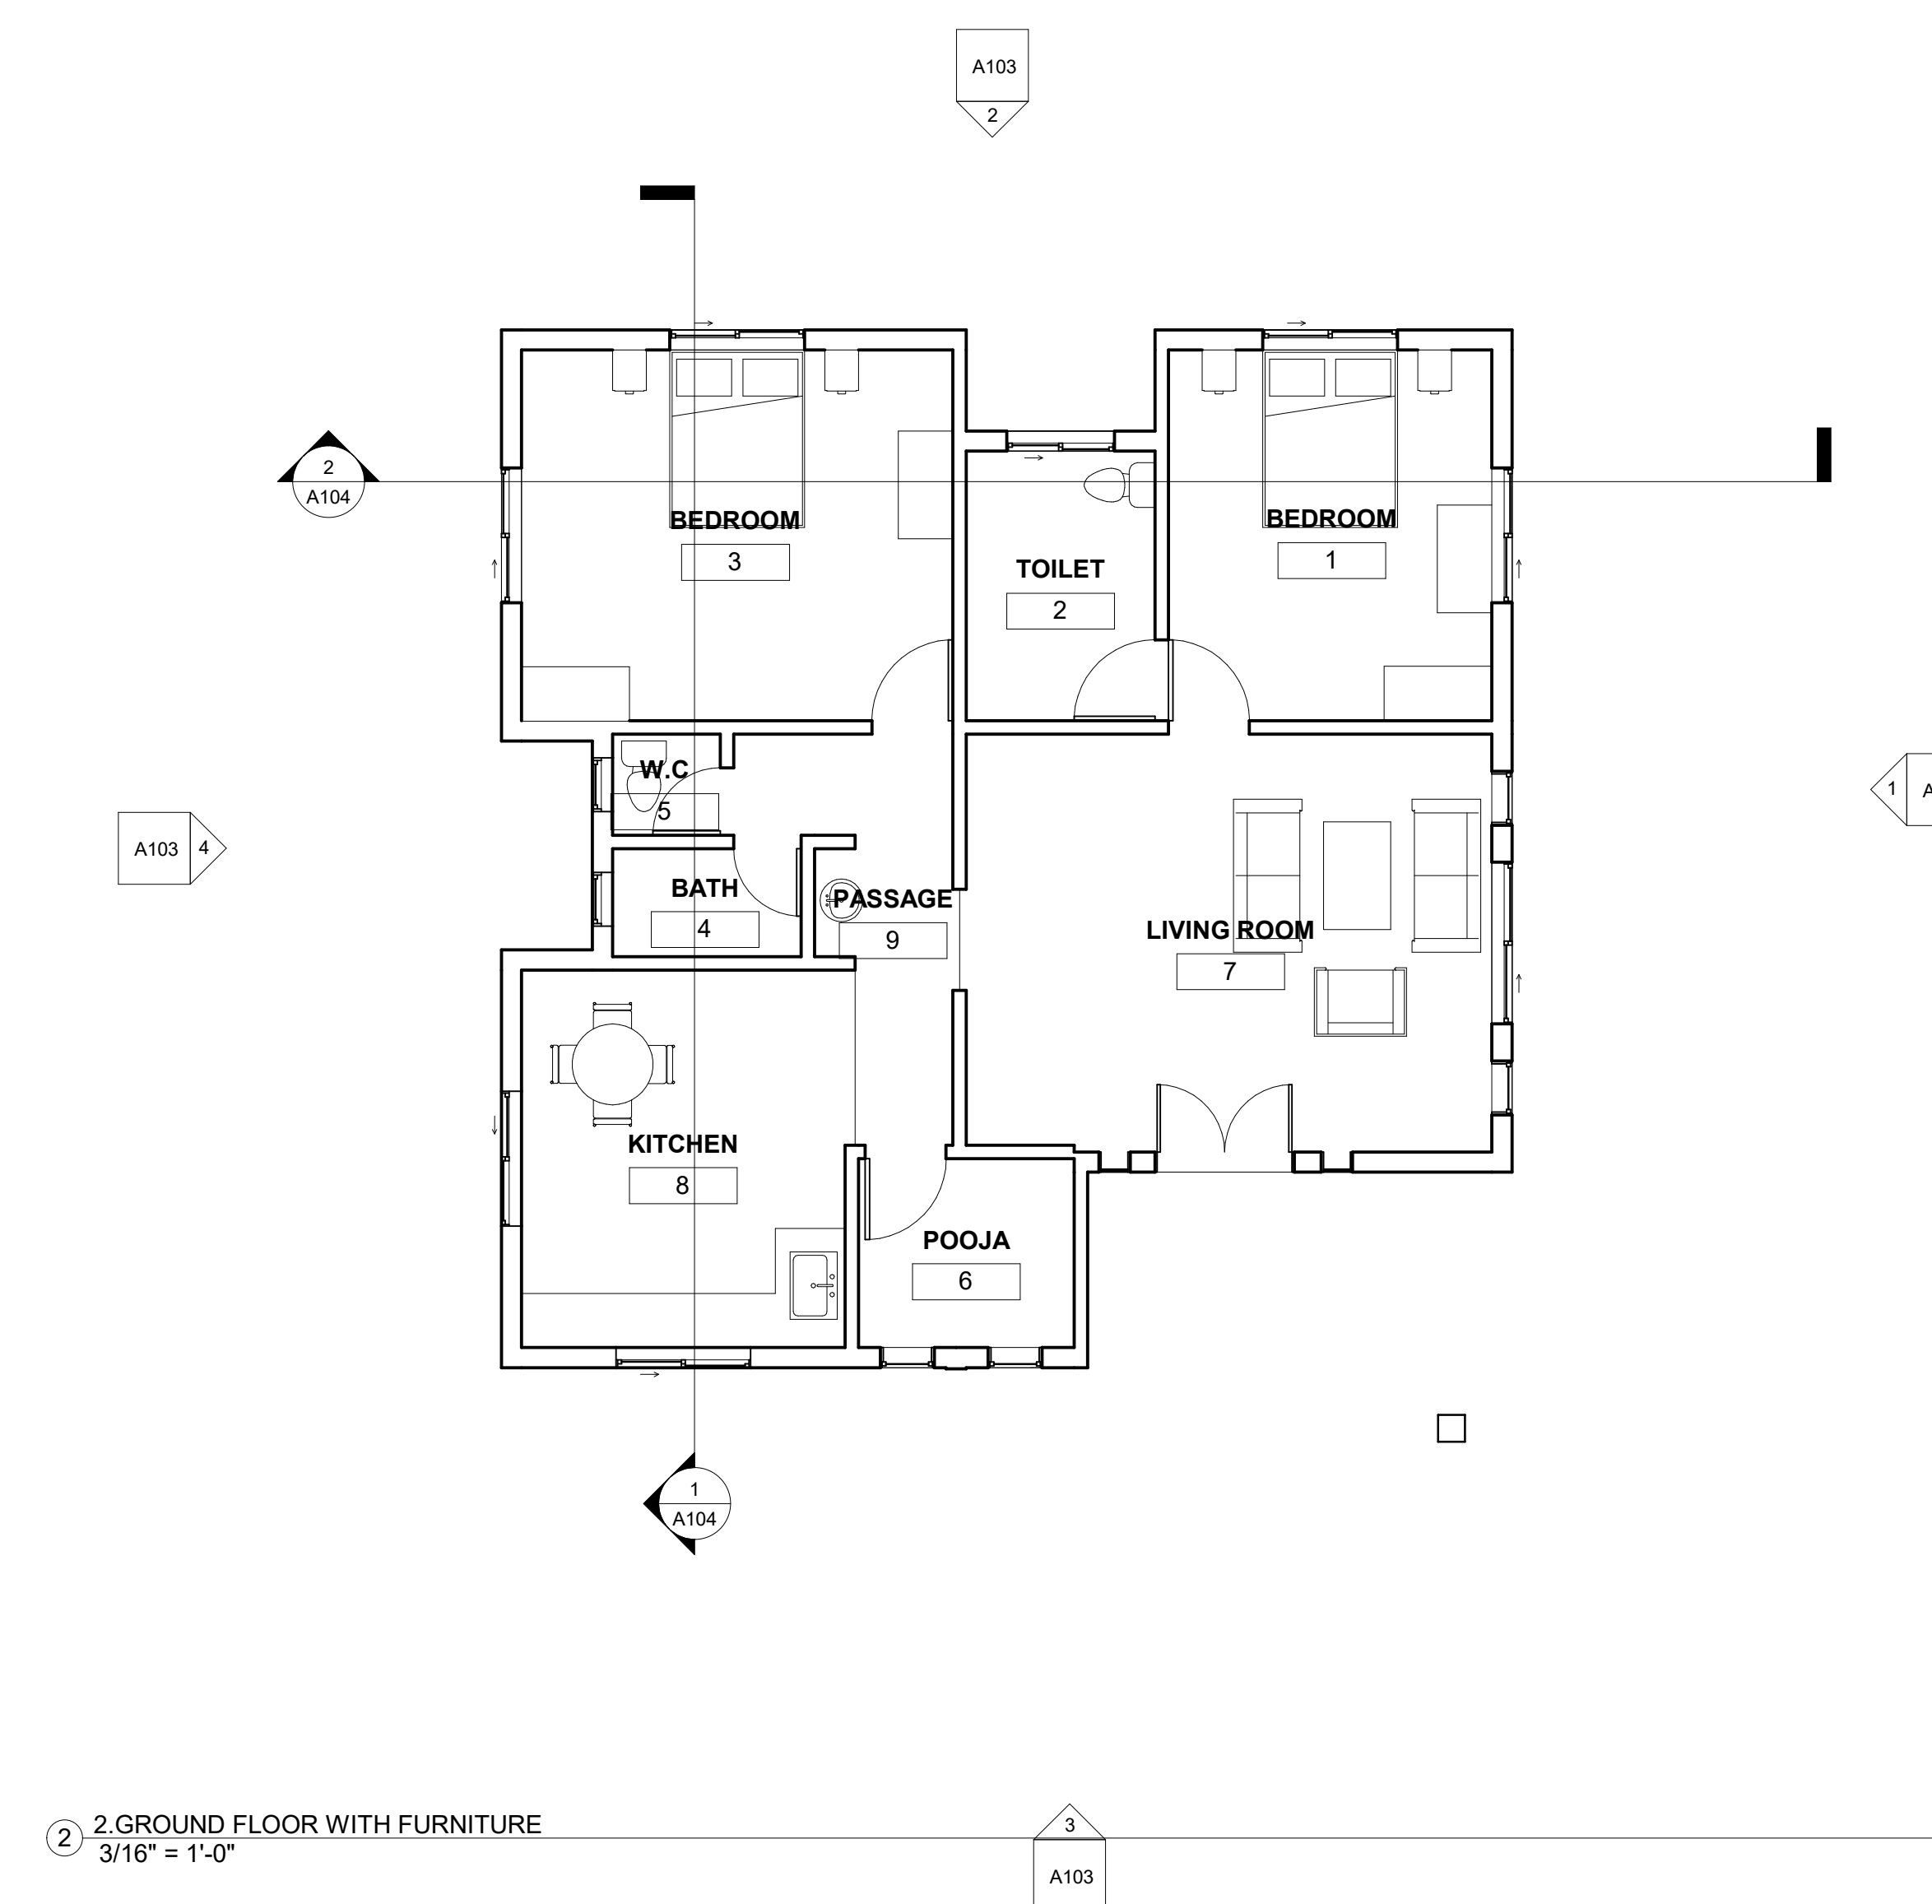 A103
2
2
A104
BEDROOM
3
BEDROOM
1
TOILET
2
W.C
5
1
A
A103
4
BATH
4
PASSAGE
9
LIVING ROOM
7
KITCHEN
8
POOJA
6
1
A104
2
2.GROUND FLOOR WITH FURNITURE
3/16" = 1'-0"
3
A103